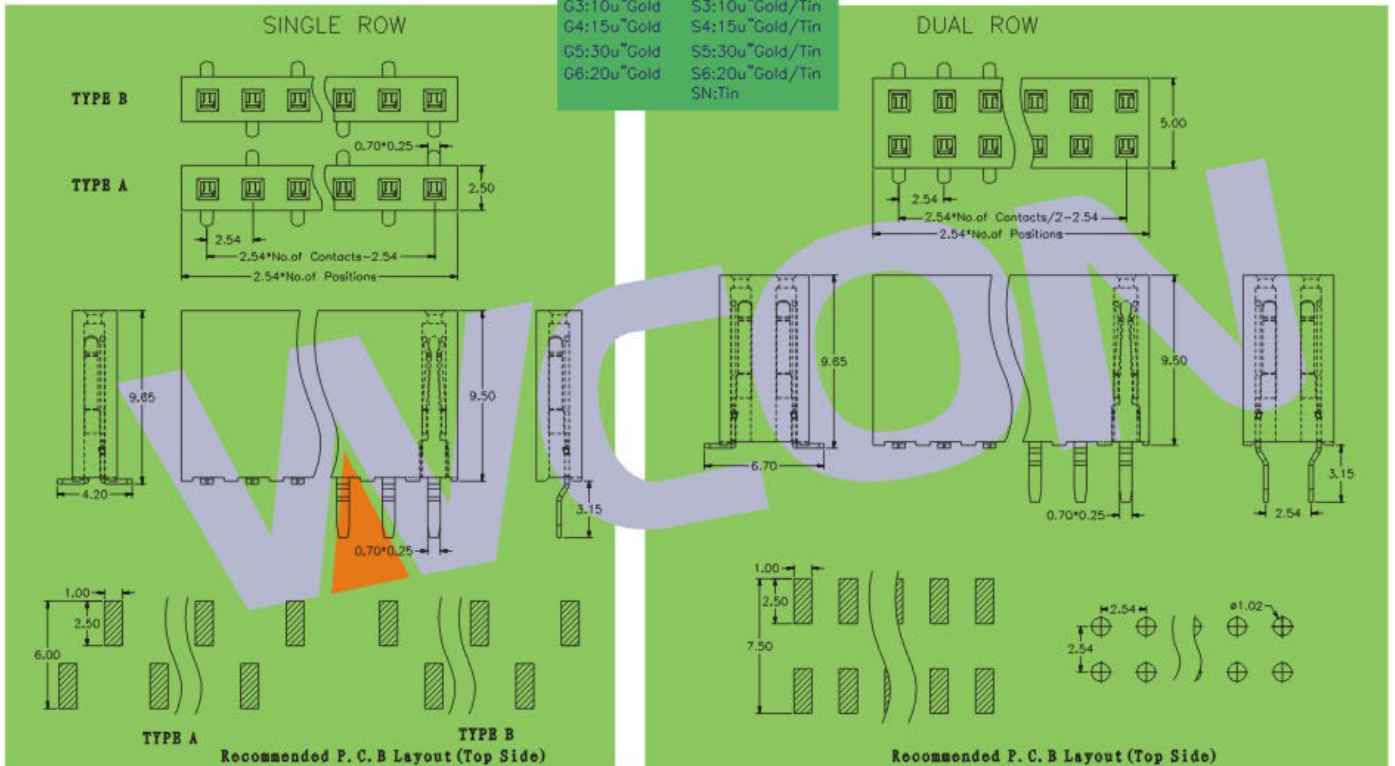 G3:10u"Gold S3:10u"Gold/Tin
G4:15u"Gold S4:15u"Gold/Tin
G5:30u"Gold S5:30u"Gold/Tin
G6:20u"Gold S6:20u"Gold/Tin
SN:Tin
SINGLE ROW
TYPE B
0.70*0.25
TYPE A
2.50
2.54
2.54*No.of Contacts-2.54
2.54*No.of Positions
9.65
4.20
9.50
3.15
0.70*0.25
1.00
2.50
6.00
TYPE A
TYPE B
Recommended P.C.B Layout(Top Side)
DUAL ROW
5.00
2.54
2.54*No.of Contacts/2-2.54
2.54*No.of Positions
9.65
6.70
9.50
3.15
0.70*0.25
2.54
1.00
2.50
7.50
2.54
ø1.02
2.54
Recommended P.C.B Layout(Top Side)
WCON